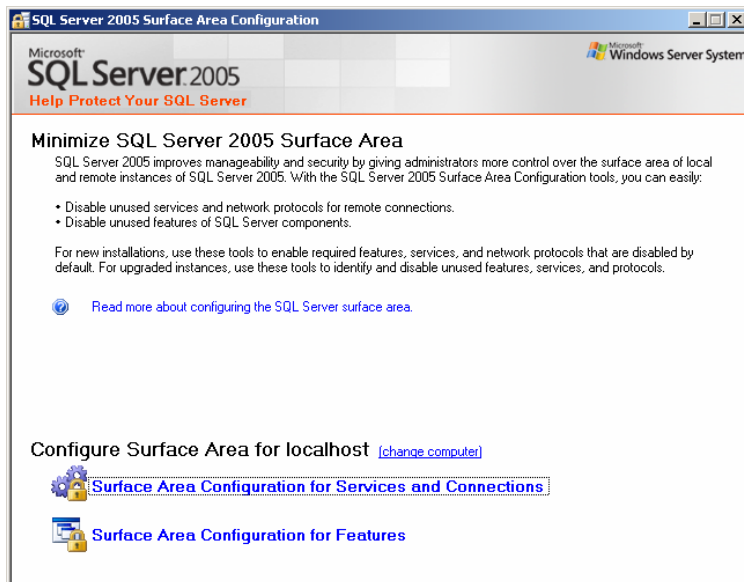 SQL Server 2005 Surface Area Configuration
Microsoft
SQL Server 2005
Help Protect Your SQL Server
Microsoft
Windows Server System
Minimize SQL Server 2005 Surface Area
SQL Server 2005 improves manageability and security by giving administrators more control over the surface area of local
and remote instances of SQL Server 2005. With the SQL Server 2005 Surface Area Configuration tools, you can easily:
• Disable unused services and network protocols for remote connections.
• Disable unused features of SQL Server components.
For new installations, use these tools to enable required features, services, and network protocols that are disabled by
default. For upgraded instances, use these tools to identify and disable unused features, services, and protocols.
Read more about configuring the SQL Server surface area.
Configure Surface Area for localhost (change computer)
Surface Area Configuration for Services and Connections
Surface Area Configuration for Features